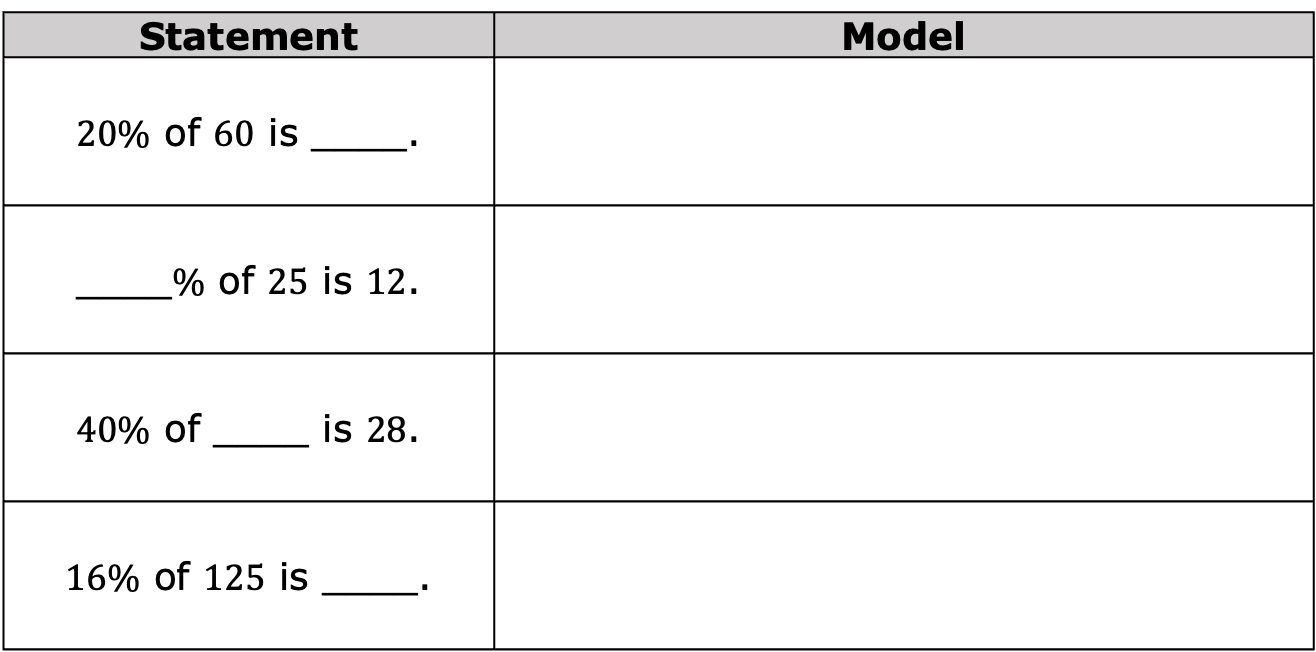 Statement Model
20% of 60 is _____.
_____% of 25 is 12.
40% of _____ is 28.
16% of 125 is _____.